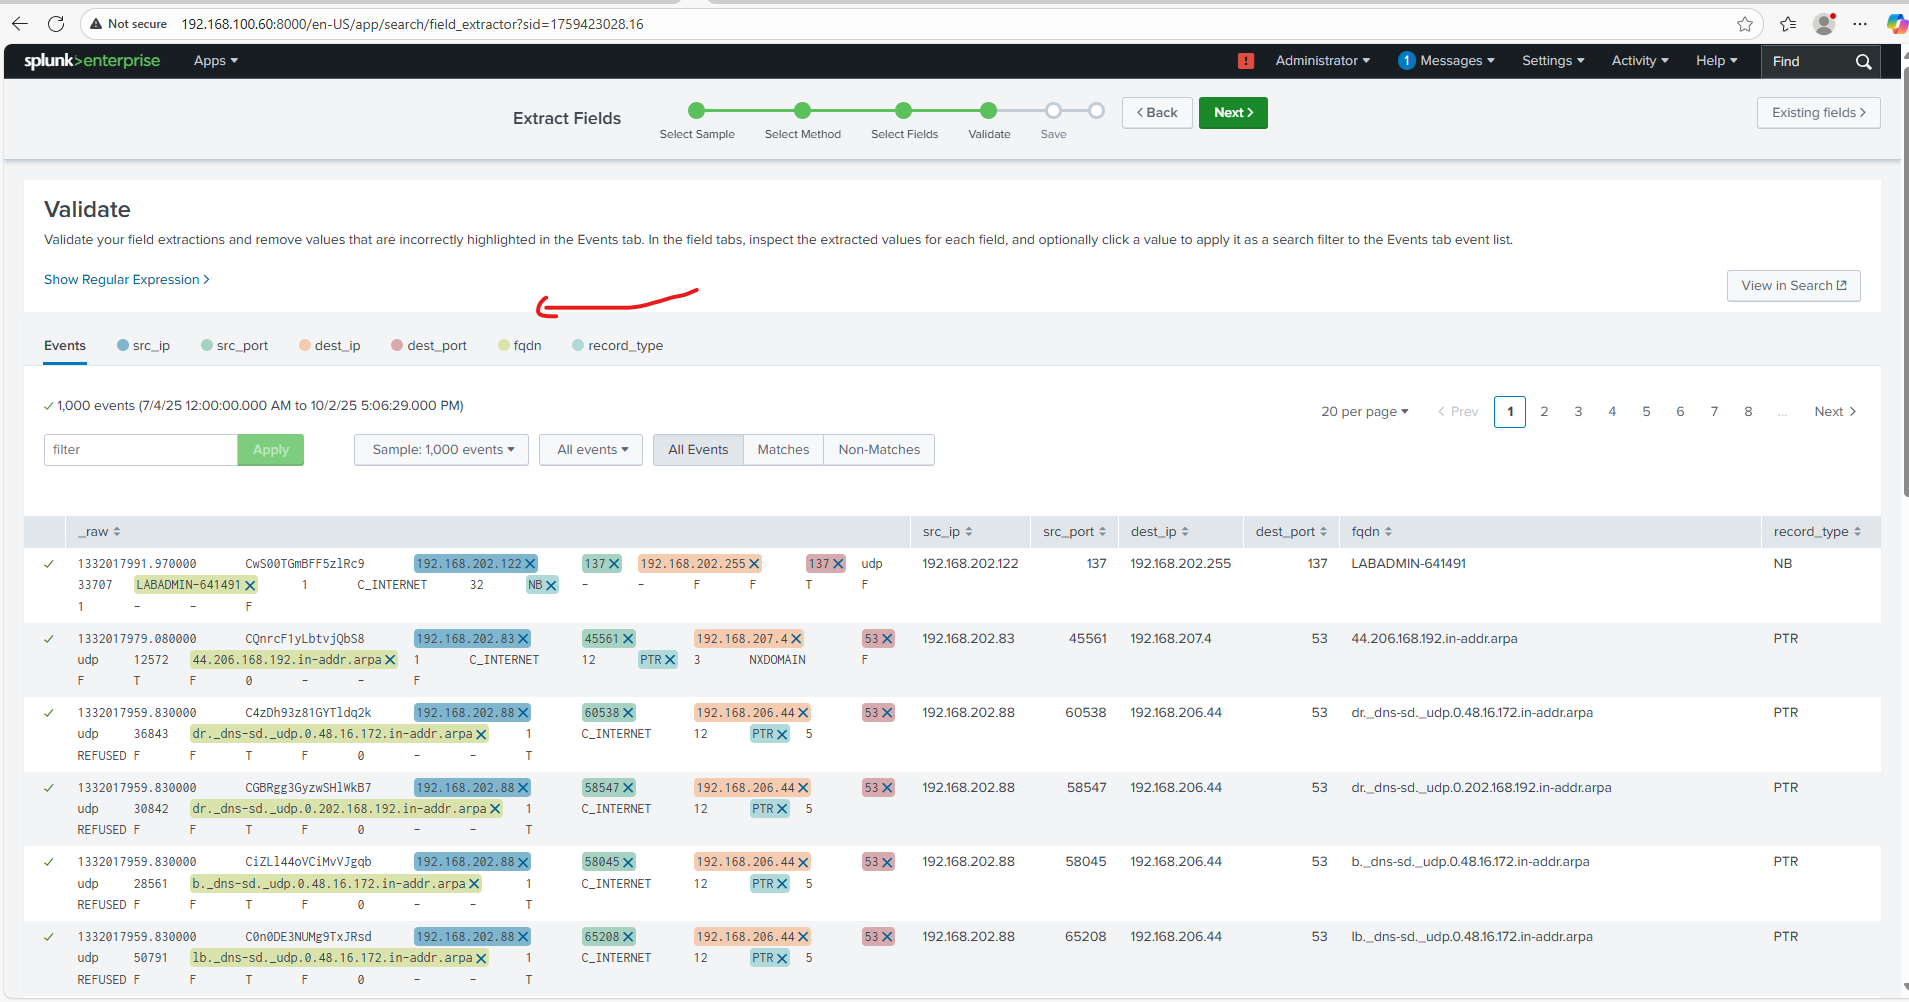 Not secure 192.168.100.60:8000/en-US/app/search/field_extractor?sid=1759423028.16
splunk>enterprise Apps ! Administrator 1 Messages Settings Activity Help Find
Extract Fields Select Sample Select Method Select Fields Validate Save < Back Next > Existing fields >
Validate
Validate your field extractions and remove values that are incorrectly highlighted in the Events tab. In the field tabs, inspect the extracted values for each field, and optionally click a value to apply it as a search filter to the Events tab event list.
Show Regular Expression >
View in Search
Events src_ip src_port dest_ip dest_port fqdn record_type
✓ 1,000 events (7/4/25 12:00:00.000 AM to 10/2/25 5:06:29.000 PM)
20 per page < Prev 1 2 3 4 5 6 7 8 ... Next >
filter Apply Sample: 1,000 events All events All Events Matches Non-Matches
_raw src_ip src_port dest_ip dest_port fqdn record_type
1332017991.970000 CwS00TGmBFF5zlRc9 192.168.202.122 137 192.168.202.255 137 udp 192.168.202.122 137 192.168.202.255 137 LABADMIN-641491 NB
33707 LABADMIN-641491 1 C_INTERNET 32 NB - - F F T F
1 - - F
1332017979.080000 CQnrcF1yLbtvjQbS8 192.168.202.83 45561 192.168.207.4 53 192.168.202.83 45561 192.168.207.4 53 44.206.168.192.in-addr.arpa PTR
udp 12572 44.206.168.192.in-addr.arpa 1 C_INTERNET 12 PTR 3 NXDOMAIN F
F T F 0 - - F
1332017959.830000 C4zDh93z81GYTldq2k 192.168.202.88 60538 192.168.206.44 53 192.168.202.88 60538 192.168.206.44 53 dr._dns-sd._udp.0.48.16.172.in-addr.arpa PTR
udp 36843 dr._dns-sd._udp.0.48.16.172.in-addr.arpa 1 C_INTERNET 12 PTR 5
REFUSED F F T F 0 - - T
1332017959.830000 CGBRgg3GyzwSHlWkB7 192.168.202.88 58547 192.168.206.44 53 192.168.202.88 58547 192.168.206.44 53 dr._dns-sd._udp.0.202.168.192.in-addr.arpa PTR
udp 30842 dr._dns-sd._udp.0.202.168.192.in-addr.arpa 1 C_INTERNET 12 PTR 5
REFUSED F F T F 0 - - T
1332017959.830000 CiZLl44oVCiMvVJgqb 192.168.202.88 58045 192.168.206.44 53 192.168.202.88 58045 192.168.206.44 53 b._dns-sd._udp.0.48.16.172.in-addr.arpa PTR
udp 28561 b._dns-sd._udp.0.48.16.172.in-addr.arpa 1 C_INTERNET 12 PTR 5
REFUSED F F T F 0 - - T
1332017959.830000 C0n0DE3NUMg9TxJRsd 192.168.202.88 65208 192.168.206.44 53 192.168.202.88 65208 192.168.206.44 53 lb._dns-sd._udp.0.48.16.172.in-addr.arpa PTR
udp 50791 lb._dns-sd._udp.0.48.16.172.in-addr.arpa 1 C_INTERNET 12 PTR 5
REFUSED F F T F 0 - - T